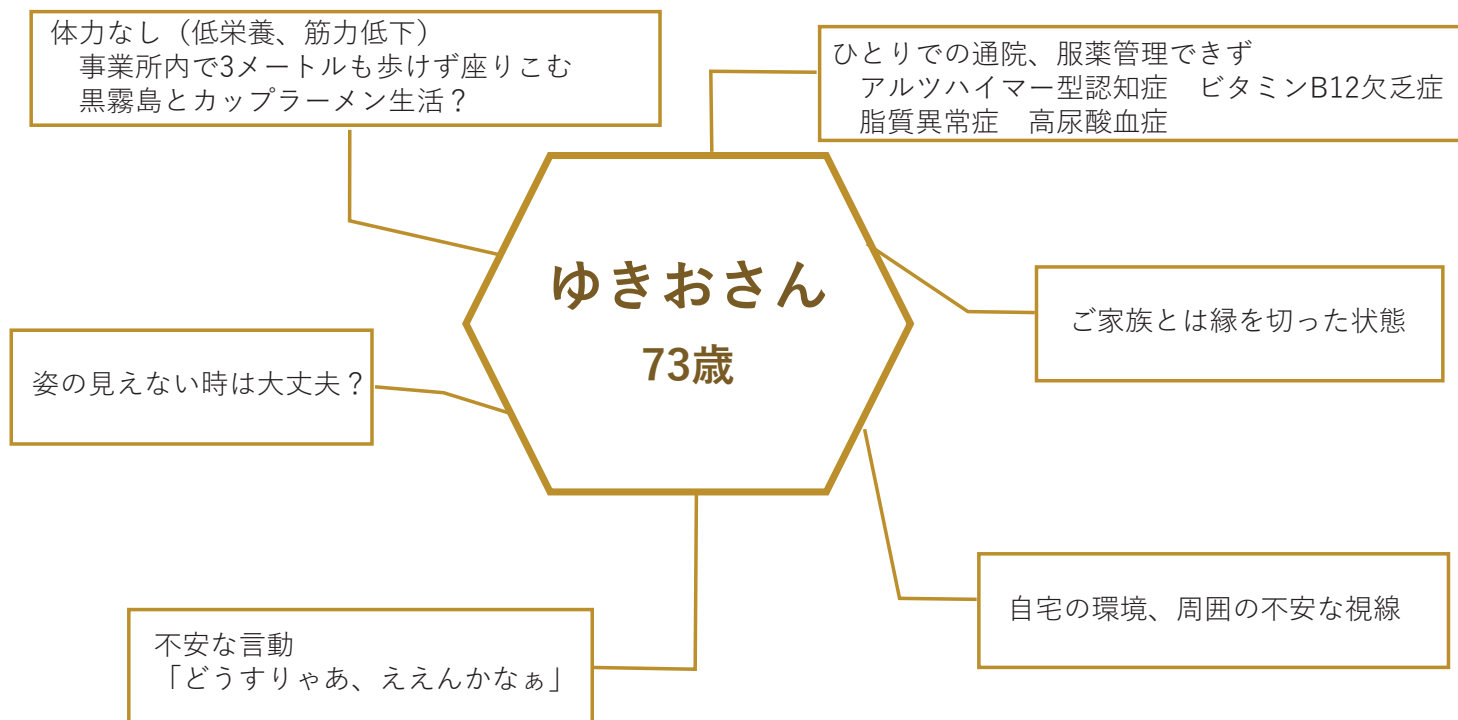 体力なし（低栄養、筋力低下）
事業所内で3メートルも歩けず座りこむ
黒霧島とカップラーメン生活？
ひとりでの通院、服薬管理できず
アルツハイマー型認知症　ビタミンB12欠乏症
脂質異常症　高尿酸血症
ゆきおさん
73歳
ご家族とは縁を切った状態
姿の見えない時は大丈夫？
自宅の環境、周囲の不安な視線
不安な言動
「どうすりゃあ、ええんかなぁ」